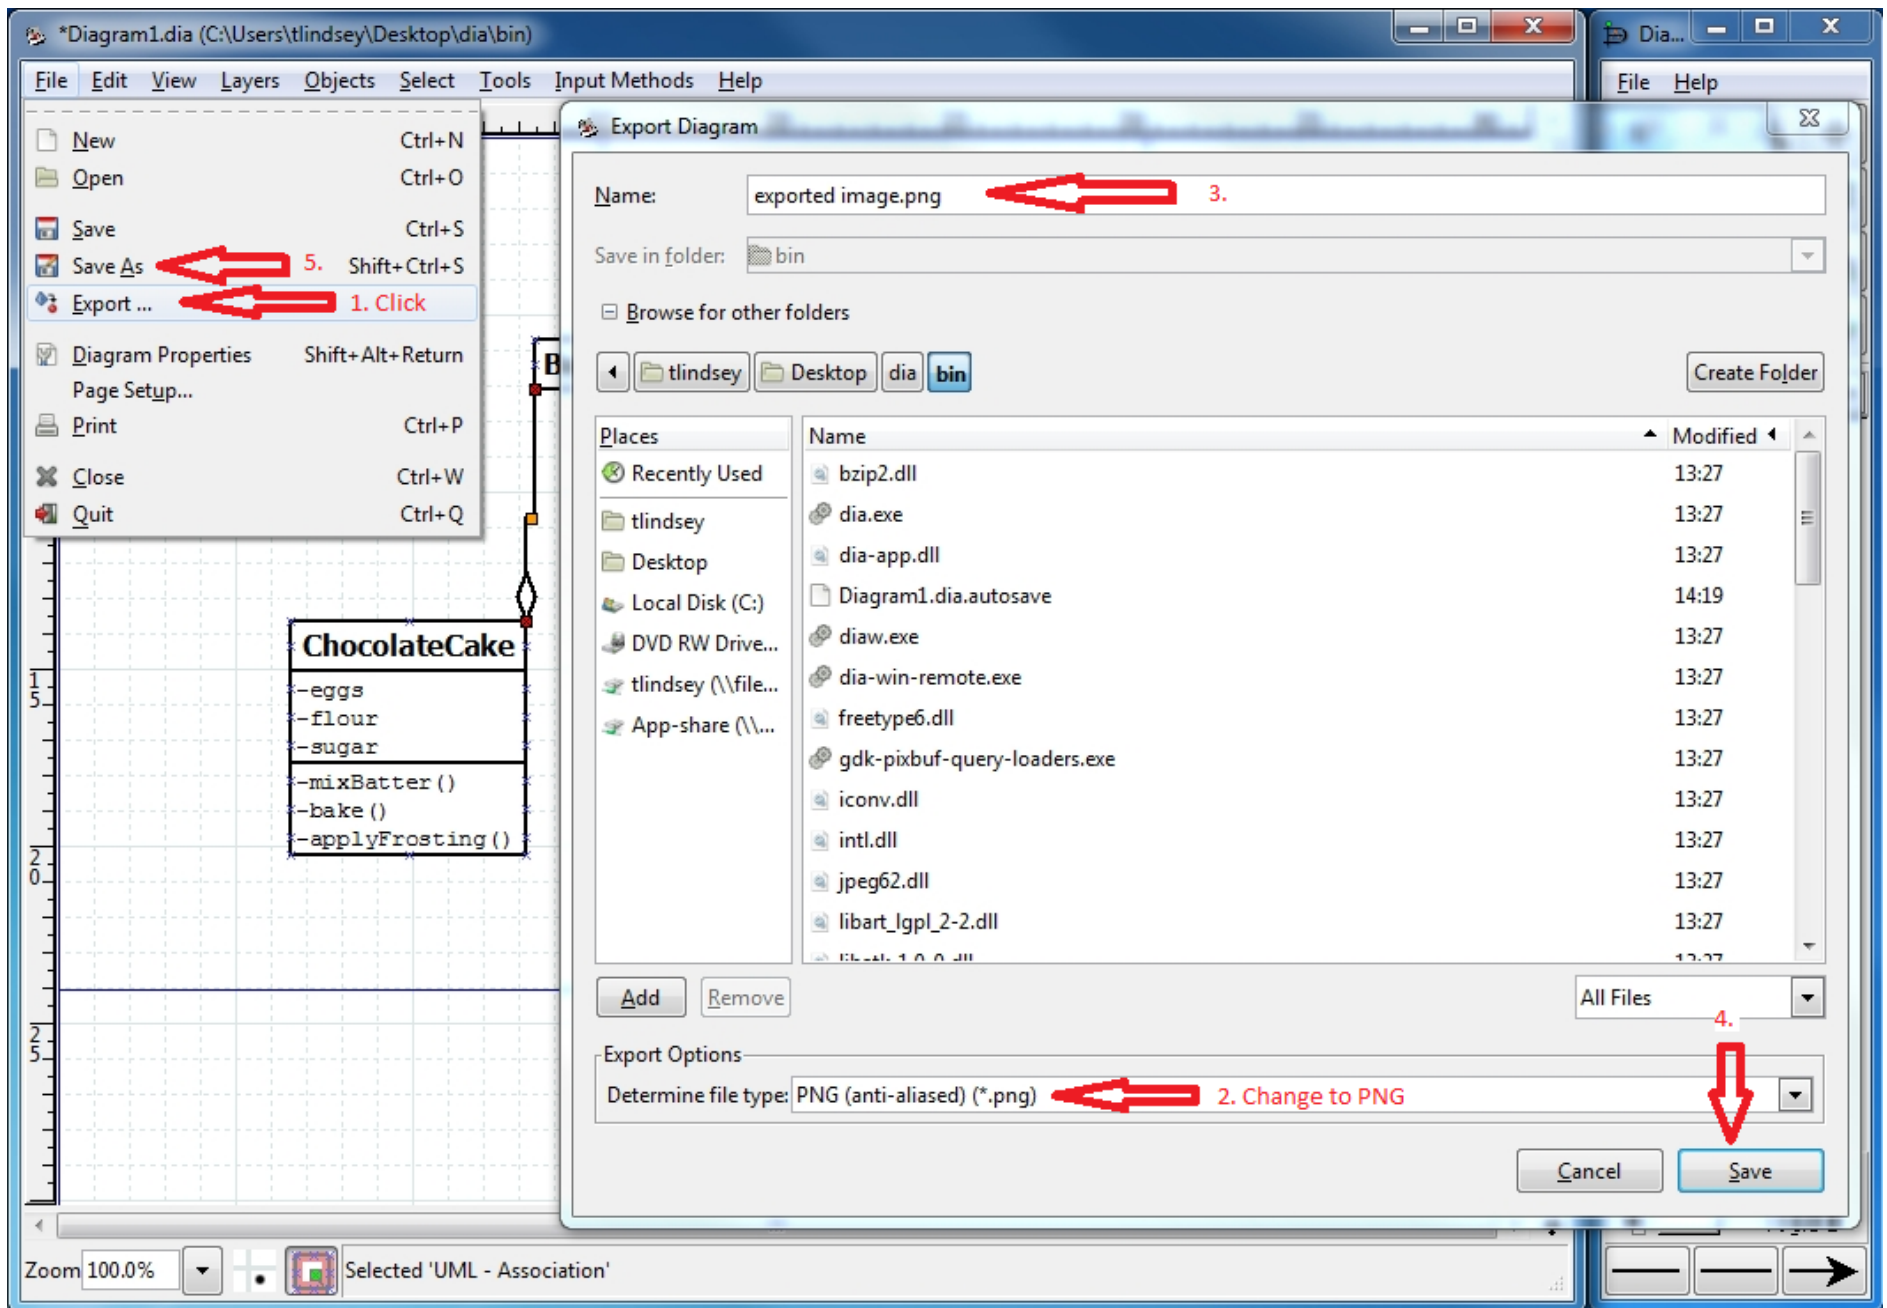 *Diagram1.dia (C:\Users\tlindsey\Desktop\dia\bin)
Dia...
File Edit View Layers Objects Select Tools Input Methods Help
File Help
New Ctrl+N
Open Ctrl+O
Save Ctrl+S
Save As 5. Shift+Ctrl+S
Export ... 1. Click
Diagram Properties Shift+Alt+Return
Page Setup...
Print Ctrl+P
Close Ctrl+W
Quit Ctrl+Q
B
ChocolateCake
-eggs
-flour
-sugar
-mixBatter()
-bake()
-applyFrosting()
15
20
25
Export Diagram
Name: exported image.png 3.
Save in folder: bin
Browse for other folders
tlindsey Desktop dia bin Create Folder
Places
Recently Used
tlindsey
Desktop
Local Disk (C:)
DVD RW Drive...
tlindsey (\\file...
App-share (\\...
Name Modified
bzip2.dll 13:27
dia.exe 13:27
dia-app.dll 13:27
Diagram1.dia.autosave 14:19
diaw.exe 13:27
dia-win-remote.exe 13:27
freetype6.dll 13:27
gdk-pixbuf-query-loaders.exe 13:27
iconv.dll 13:27
intl.dll 13:27
jpeg62.dll 13:27
libart_lgpl_2-2.dll 13:27
13:27
Add Remove All Files
4.
Export Options
Determine file type: PNG (anti-aliased) (*.png) 2. Change to PNG
Cancel Save
Zoom 100.0% Selected 'UML - Association'